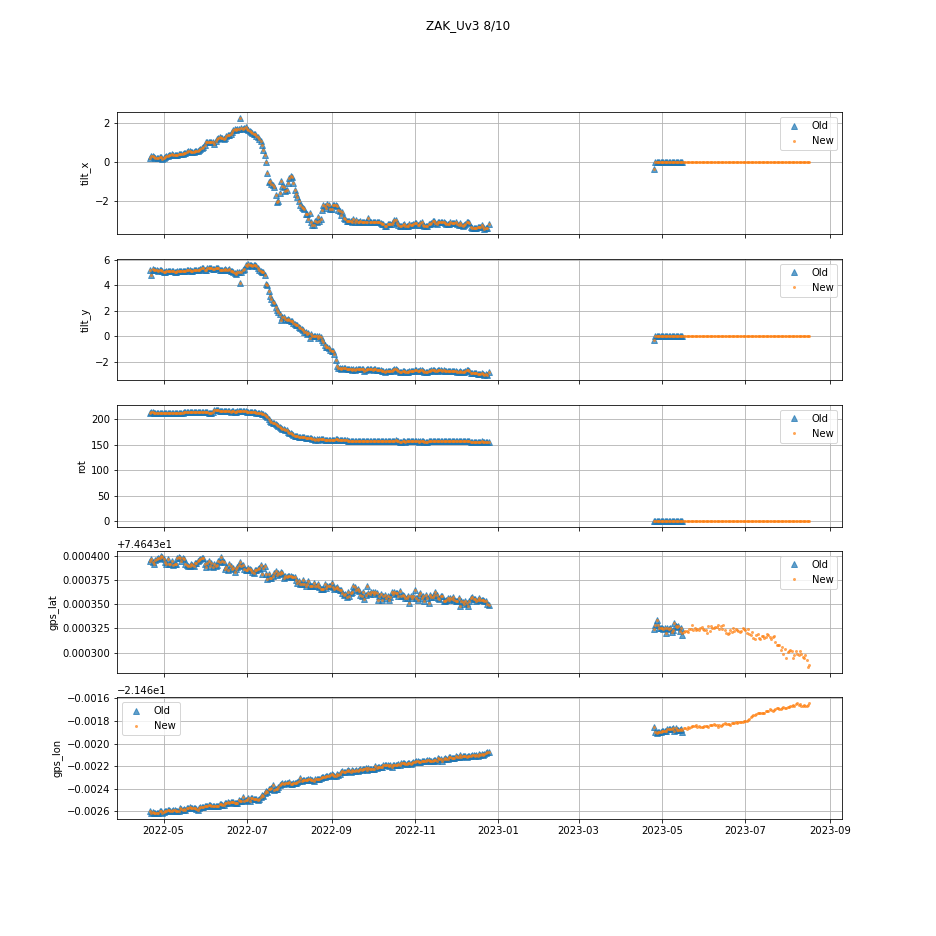 ZAK_Uv3 8/10
tilt_x
2
0
−2
Old
New
tilt_y
6
4
2
0
−2
Old
New
rot
200
150
100
50
0
Old
New
+7.4643e1
gps_lat
0.000400
0.000375
0.000350
0.000325
0.000300
Old
New
−2.146e1
gps_lon
−0.0016
−0.0018
−0.0020
−0.0022
−0.0024
−0.0026
Old
New
2022-05 2022-07 2022-09 2022-11 2023-01 2023-03 2023-05 2023-07 2023-09